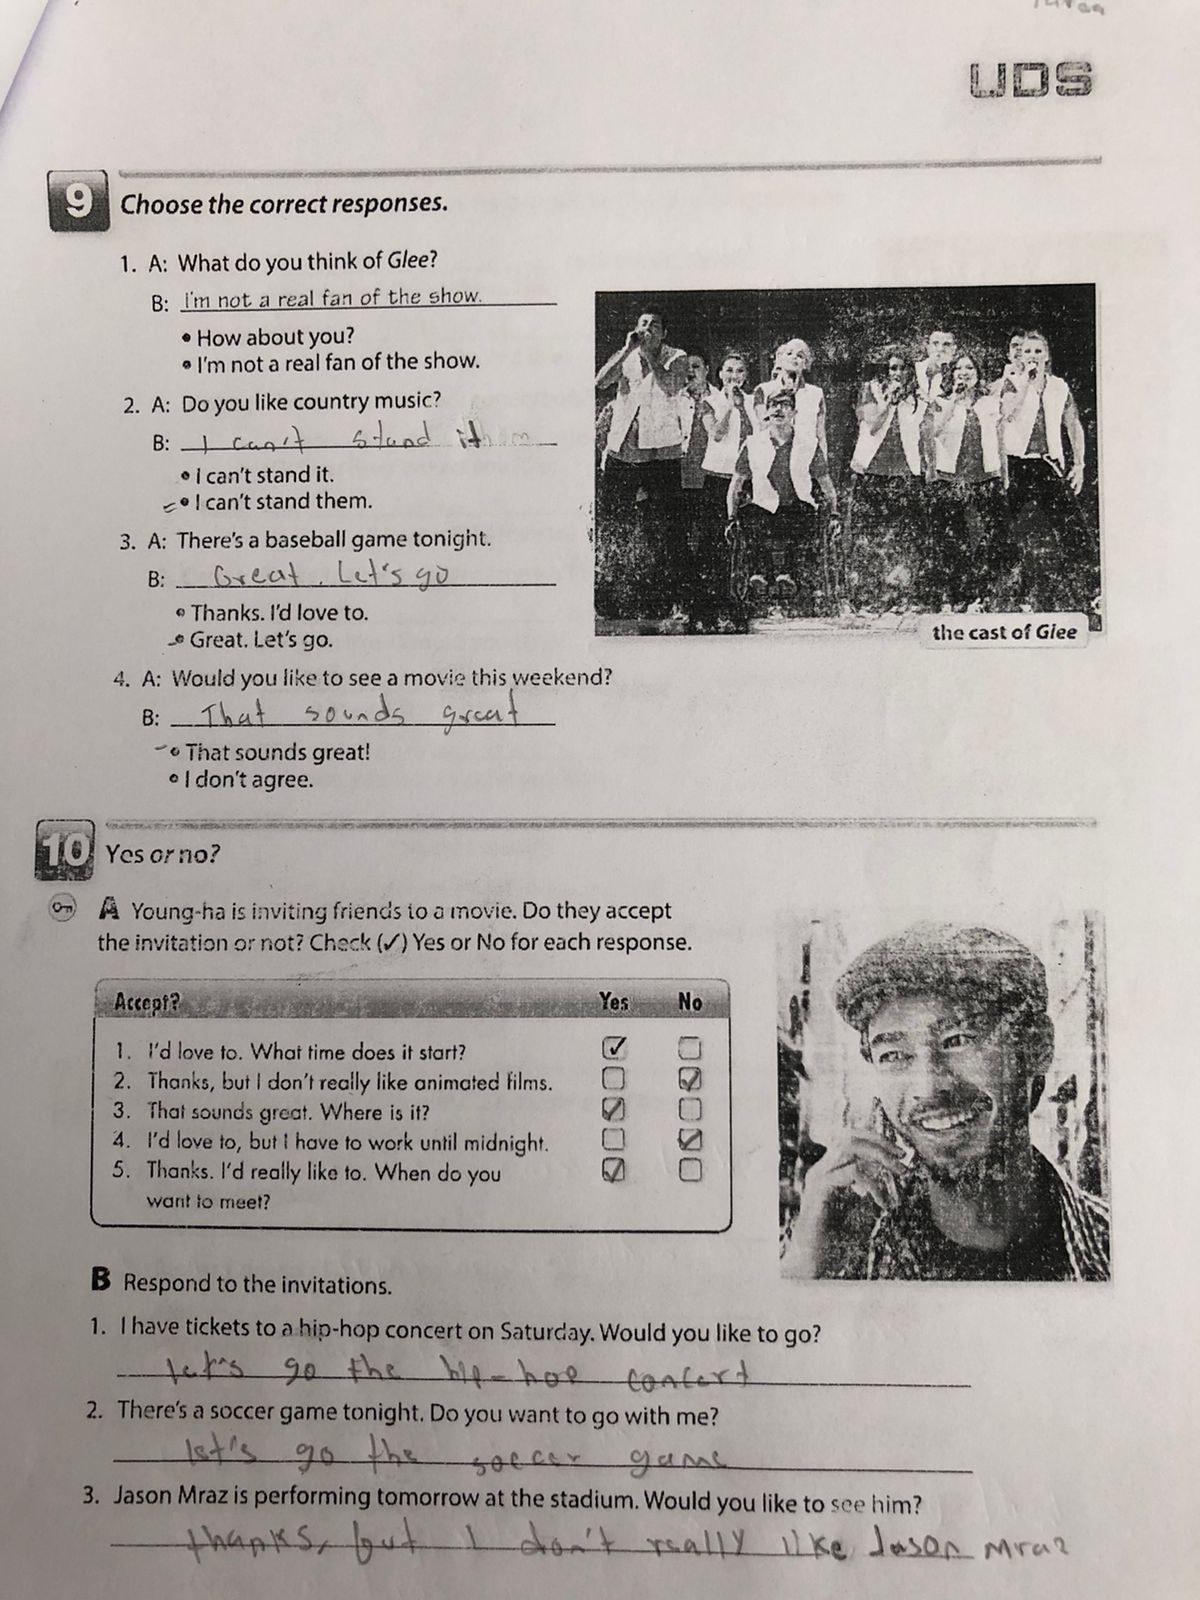 UDS
9 Choose the correct responses.
1. A: What do you think of Glee?
B: I'm not a real fan of the show.
• How about you?
• I'm not a real fan of the show.
2. A: Do you like country music?
B: I can't stand it
• I can't stand it.
• I can't stand them.
3. A: There's a baseball game tonight.
B: Great. Let's go
• Thanks. I'd love to.
• Great. Let's go.
the cast of Glee
4. A: Would you like to see a movie this weekend?
B: That sounds great
• That sounds great!
• I don't agree.
10 Yes or no?
A Young-ha is inviting friends to a movie. Do they accept
the invitation or not? Check (✓) Yes or No for each response.
Accept? Yes No
1. I'd love to. What time does it start? ✓
2. Thanks, but I don't really like animated films. ✓
3. That sounds great. Where is it? ✓
4. I'd love to, but I have to work until midnight. ✓
5. Thanks. I'd really like to. When do you ✓
want to meet?
B Respond to the invitations.
1. I have tickets to a hip-hop concert on Saturday. Would you like to go?
let's go the hip-hop concert
2. There's a soccer game tonight. Do you want to go with me?
let's go the soccer game
3. Jason Mraz is performing tomorrow at the stadium. Would you like to see him?
thanks, but I don't really like Jason Mraz